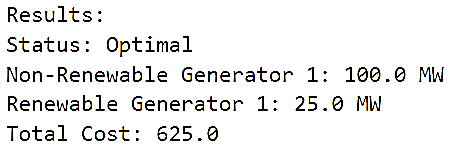 Results:
Status: Optimal
Non-Renewable Generator 1: 100.0 MW
Renewable Generator 1: 25.0 MW
Total Cost: 625.0